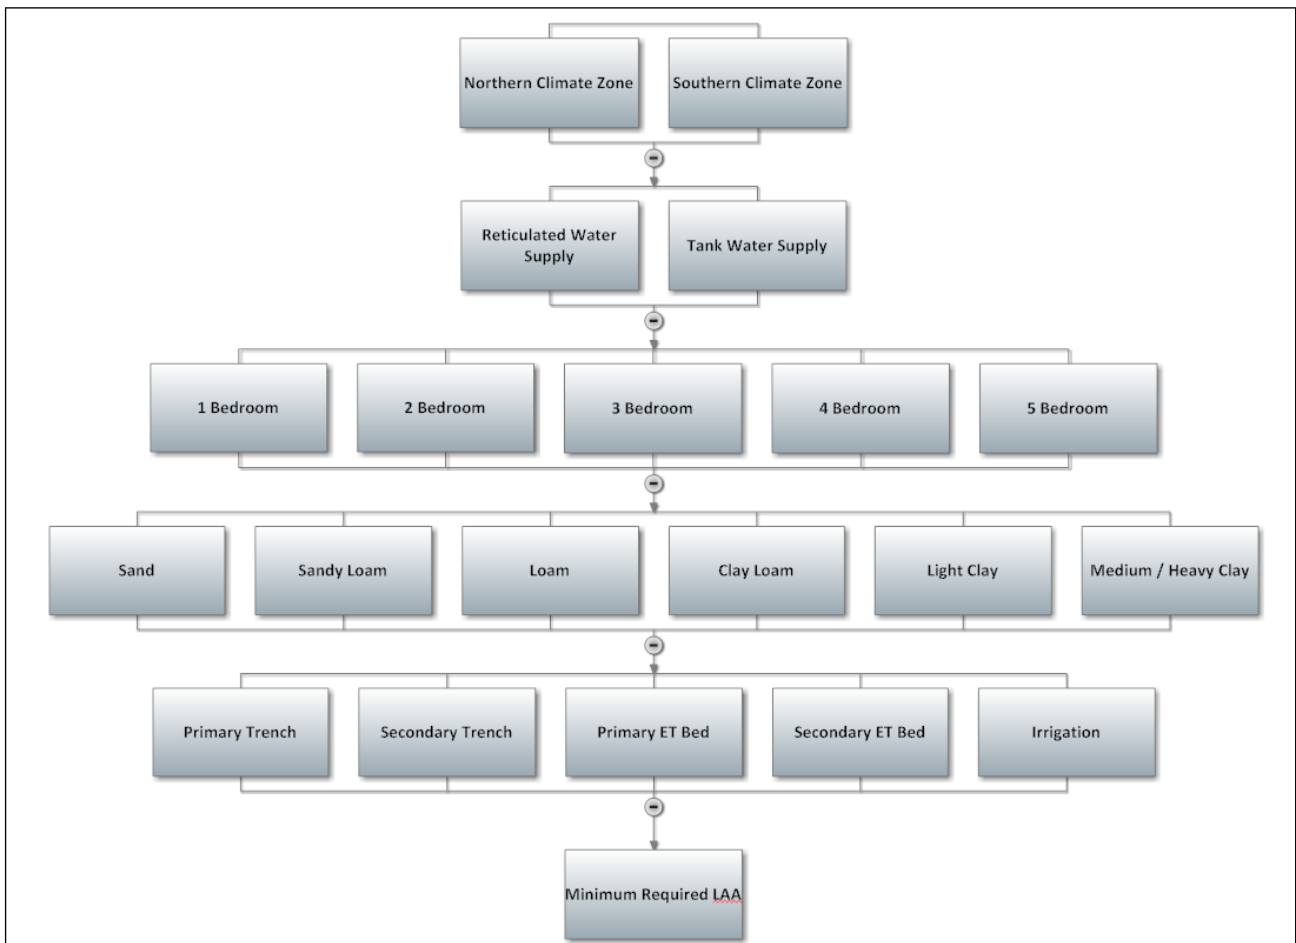 Northern Climate Zone
Southern Climate Zone
Reticulated Water
Supply
Tank Water Supply
1 Bedroom
2 Bedroom
3 Bedroom
4 Bedroom
5 Bedroom
Sand
Sandy Loam
Loam
Clay Loam
Light Clay
Medium / Heavy Clay
Primary Trench
Secondary Trench
Primary ET Bed
Secondary ET Bed
Irrigation
Minimum Required LAA